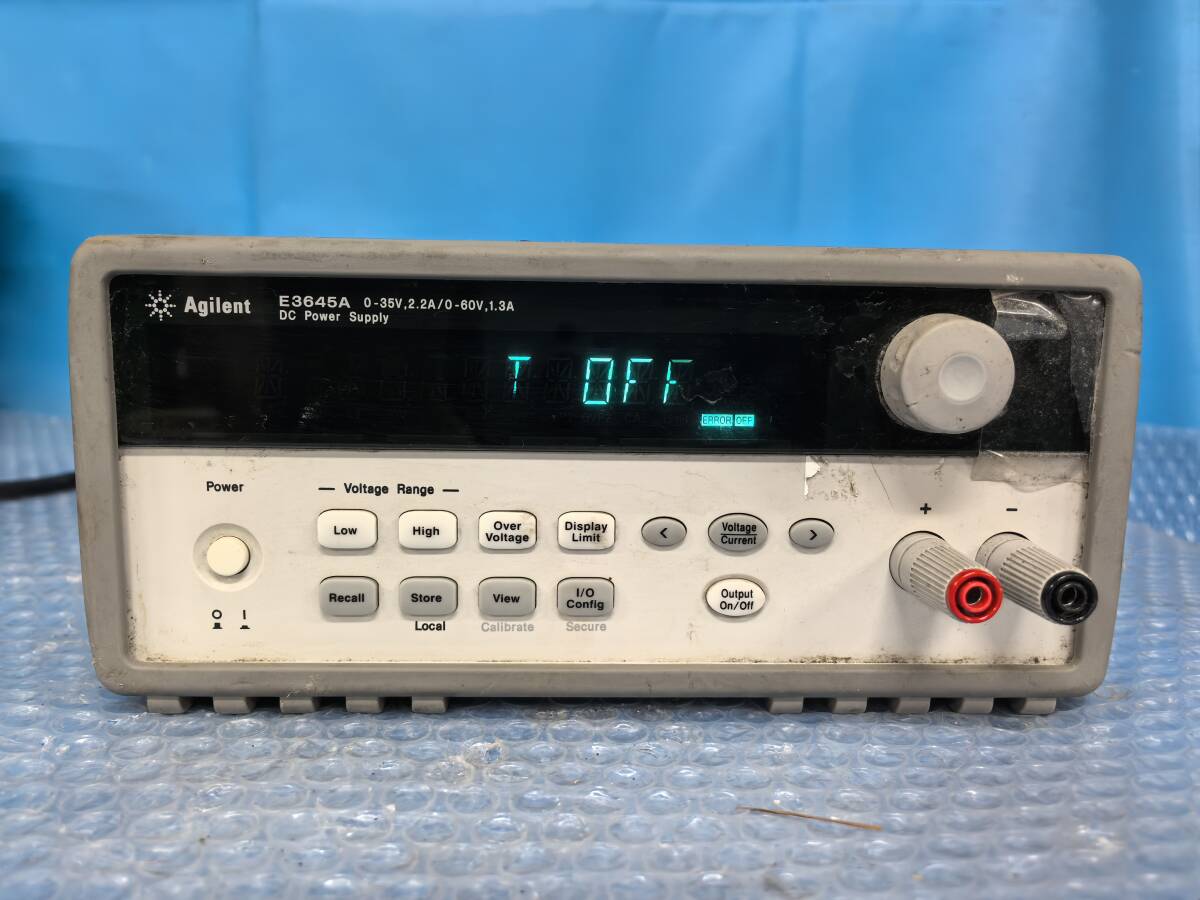 Agilent E3645A 0-35V,2.2A/0-60V,1.3A
DC Power Supply
T OFF
ERROR OFF
Power
Voltage Range
+ −
Low High Over Voltage Display Limit < Voltage Current >
Recall Store View I/O Config Output On/Off
O I
Local Calibrate Secure